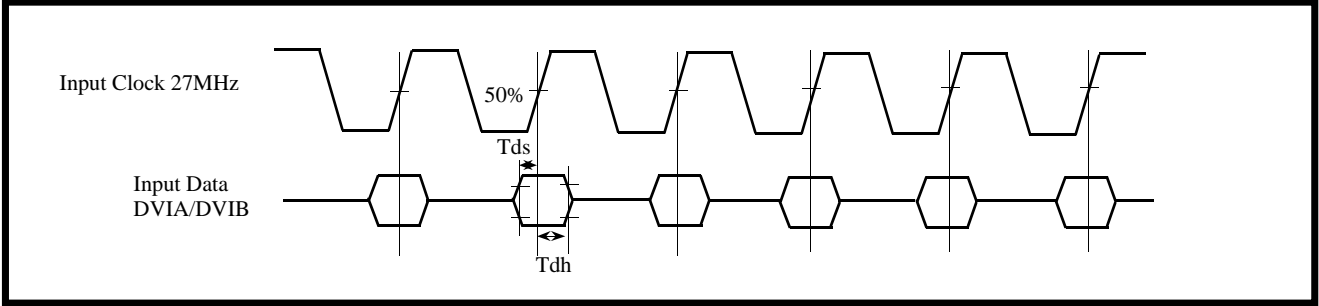 Input Clock 27MHz
50%
Tds
Input Data
DVIA/DVIB
Tdh